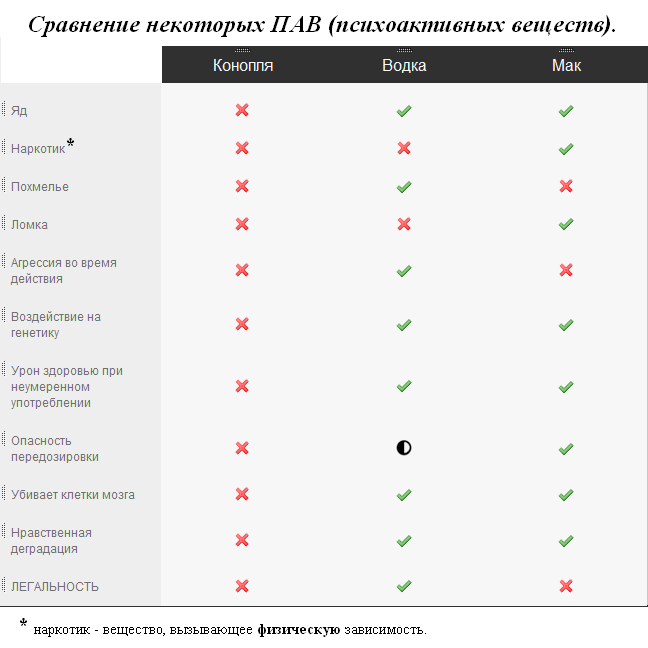 Сравнение некоторых ПАВ (психоактивных веществ).
Конопля Водка Мак
Яд
Наркотик*
Похмелье
Ломка
Агрессия во время
действия
Воздействие на
генетику
Урон здоровью при
неумеренном
употреблении
Опасность
передозировки
Убивает клетки мозга
Нравственная
деградация
ЛЕГАЛЬНОСТЬ
* наркотик - вещество, вызывающее физическую зависимость.